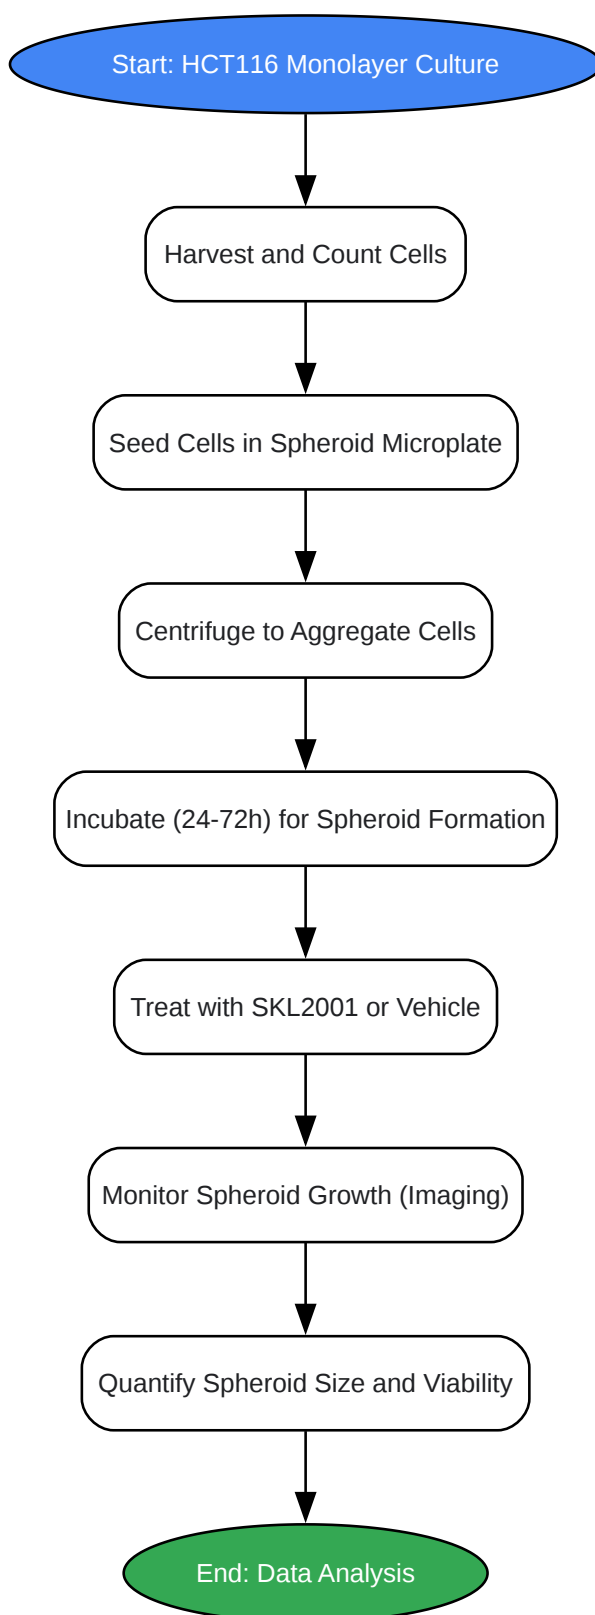 Start: HCT116 Monolayer Culture
Harvest and Count Cells
Seed Cells in Spheroid Microplate
Centrifuge to Aggregate Cells
Incubate (24-72h) for Spheroid Formation
Treat with SKL2001 or Vehicle
Monitor Spheroid Growth (Imaging)
Quantify Spheroid Size and Viability
End: Data Analysis